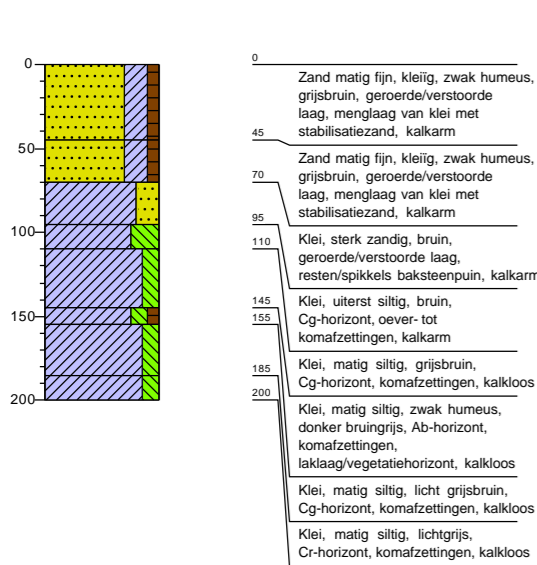 0
50
100
150
200
0
Zand matig fijn, kleiïg, zwak humeus,
grijsbruin, geroerde/verstoorde
laag, menglaag van klei met
stabilisatiezand, kalkarm
45
Zand matig fijn, kleiïg, zwak humeus,
grijsbruin, geroerde/verstoorde
laag, menglaag van klei met
stabilisatiezand, kalkarm
70
Klei, sterk zandig, bruin,
geroerde/verstoorde laag,
resten/spikkels baksteenpuin, kalkarm
95
Klei, uiterst siltig, bruin,
Cg-horizont, oever- tot
komafzettingen, kalkarm
110
Klei, matig siltig, grijsbruin,
Cg-horizont, komafzettingen, kalkloos
145
Klei, matig siltig, zwak humeus,
donker bruingrijs, Ab-horizont,
komafzettingen,
laklaag/vegetatiehorizont, kalkloos
155
Klei, matig siltig, licht grijsbruin,
Cg-horizont, komafzettingen, kalkloos
185
Klei, matig siltig, lichtgrijs,
Cr-horizont, komafzettingen, kalkloos
200